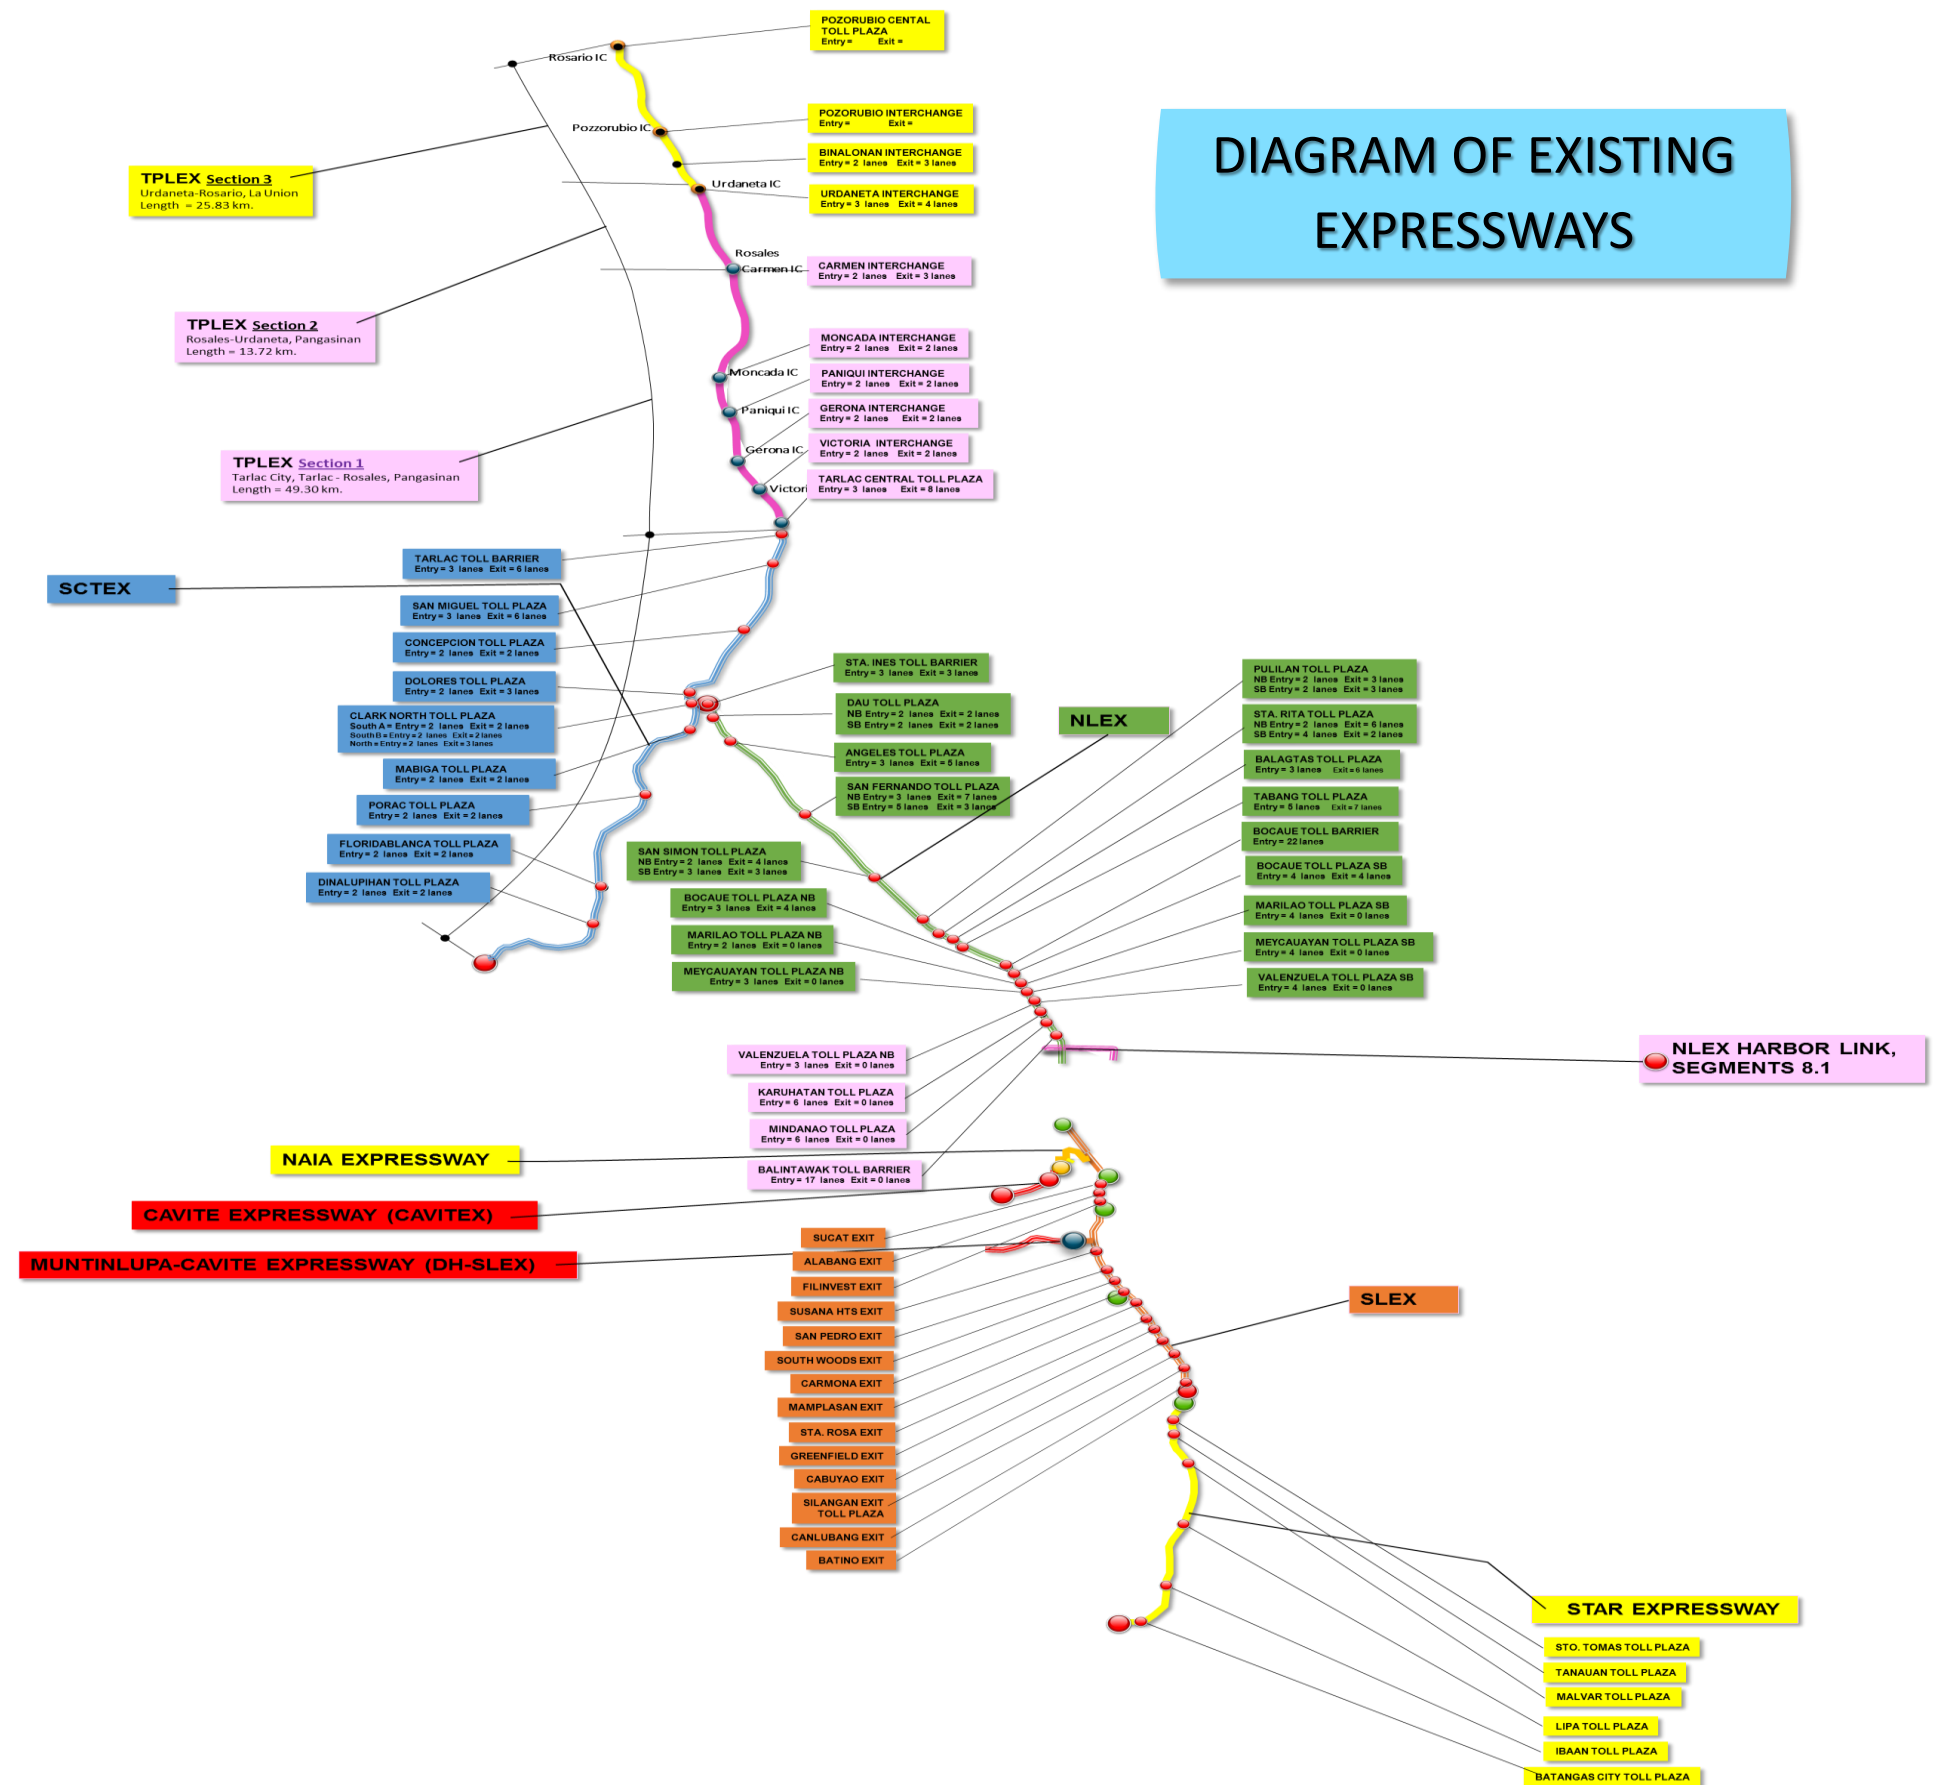 DIAGRAM OF EXISTING
EXPRESSWAYS
POZORUBIO CENTAL
TOLL PLAZA
Entry = Exit =
Rosario IC
POZORUBIO INTERCHANGE
Entry = Exit =
Pozzorubio IC
BINALONAN INTERCHANGE
Entry = 2 lanes Exit = 3 lanes
Urdaneta IC
URDANETA INTERCHANGE
Entry = 3 lanes Exit = 4 lanes
TPLEX Section 3
Urdaneta-Rosario, La Union
Length = 25.83 km.
Rosales
Carmen IC
CARMEN INTERCHANGE
Entry = 2 lanes Exit = 3 lanes
TPLEX Section 2
Rosales-Urdaneta, Pangasinan
Length = 13.72 km.
MONCADA INTERCHANGE
Entry = 2 lanes Exit = 2 lanes
Moncada IC
PANIQUI INTERCHANGE
Entry = 2 lanes Exit = 2 lanes
Paniqui IC
GERONA INTERCHANGE
Entry = 2 lanes Exit = 2 lanes
Gerona IC
VICTORIA INTERCHANGE
Entry = 2 lanes Exit = 2 lanes
Victori
TARLAC CENTRAL TOLL PLAZA
Entry = 3 lanes Exit = 8 lanes
TPLEX Section 1
Tarlac City, Tarlac - Rosales, Pangasinan
Length = 49.30 km.
SCTEX
TARLAC TOLL BARRIER
Entry = 3 lanes Exit = 6 lanes
SAN MIGUEL TOLL PLAZA
Entry = 3 lanes Exit = 6 lanes
CONCEPCION TOLL PLAZA
Entry = 2 lanes Exit = 2 lanes
DOLORES TOLL PLAZA
Entry = 2 lanes Exit = 3 lanes
CLARK NORTH TOLL PLAZA
South A = Entry = 2 lanes Exit = 2 lanes
South B = Entry = 2 lanes Exit = 2 lanes
North = Entry = 2 lanes Exit = 3 lanes
MABIGA TOLL PLAZA
Entry = 2 lanes Exit = 2 lanes
PORAC TOLL PLAZA
Entry = 2 lanes Exit = 2 lanes
FLORIDABLANCA TOLL PLAZA
Entry = 2 lanes Exit = 2 lanes
DINALUPIHAN TOLL PLAZA
Entry = 2 lanes Exit = 2 lanes
NLEX
STA. INES TOLL BARRIER
Entry = 3 lanes Exit = 3 lanes
DAU TOLL PLAZA
NB Entry = 2 lanes Exit = 2 lanes
SB Entry = 2 lanes Exit = 2 lanes
ANGELES TOLL PLAZA
Entry = 3 lanes Exit = 5 lanes
SAN FERNANDO TOLL PLAZA
NB Entry = 3 lanes Exit = 7 lanes
SB Entry = 5 lanes Exit = 3 lanes
SAN SIMON TOLL PLAZA
NB Entry = 2 lanes Exit = 4 lanes
SB Entry = 3 lanes Exit = 3 lanes
BOCAUE TOLL PLAZA NB
Entry = 3 lanes Exit = 4 lanes
MARILAO TOLL PLAZA NB
Entry = 2 lanes Exit = 0 lanes
MEYCAUAYAN TOLL PLAZA NB
Entry = 3 lanes Exit = 0 lanes
PULILAN TOLL PLAZA
NB Entry = 2 lanes Exit = 3 lanes
SB Entry = 2 lanes Exit = 3 lanes
STA. RITA TOLL PLAZA
NB Entry = 2 lanes Exit = 6 lanes
SB Entry = 4 lanes Exit = 2 lanes
BALAGTAS TOLL PLAZA
Entry = 3 lanes Exit = 6 lanes
TABANG TOLL PLAZA
Entry = 5 lanes Exit = 7 lanes
BOCAUE TOLL BARRIER
Entry = 22 lanes
BOCAUE TOLL PLAZA SB
Entry = 4 lanes Exit = 4 lanes
MARILAO TOLL PLAZA SB
Entry = 4 lanes Exit = 0 lanes
MEYCAUAYAN TOLL PLAZA SB
Entry = 4 lanes Exit = 0 lanes
VALENZUELA TOLL PLAZA SB
Entry = 4 lanes Exit = 0 lanes
NLEX HARBOR LINK,
SEGMENTS 8.1
VALENZUELA TOLL PLAZA NB
Entry = 3 lanes Exit = 0 lanes
KARUHATAN TOLL PLAZA
Entry = 6 lanes Exit = 0 lanes
MINDANAO TOLL PLAZA
Entry = 6 lanes Exit = 0 lanes
BALINTAWAK TOLL BARRIER
Entry = 17 lanes Exit = 0 lanes
NAIA EXPRESSWAY
CAVITE EXPRESSWAY (CAVITEX)
MUNTINLUPA-CAVITE EXPRESSWAY (DH-SLEX)
SLEX
SUCAT EXIT
ALABANG EXIT
FILINVEST EXIT
SUSANA HTS EXIT
SAN PEDRO EXIT
SOUTH WOODS EXIT
CARMONA EXIT
MAMPLASAN EXIT
STA. ROSA EXIT
GREENFIELD EXIT
CABUYAO EXIT
SILANGAN EXIT
TOLL PLAZA
CANLUBANG EXIT
BATINO EXIT
STAR EXPRESSWAY
STO. TOMAS TOLL PLAZA
TANAUAN TOLL PLAZA
MALVAR TOLL PLAZA
LIPA TOLL PLAZA
IBAAN TOLL PLAZA
BATANGAS CITY TOLL PLAZA